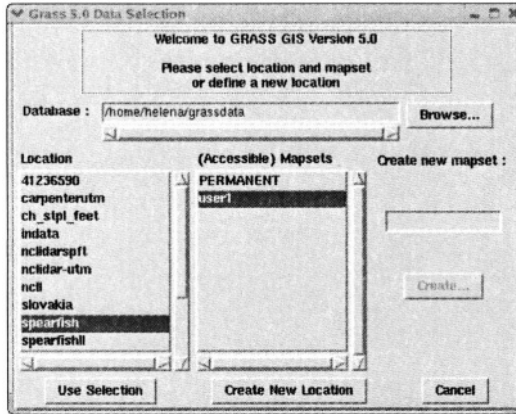 Grass 5.0 Data Selection
Welcome to GRASS GIS Version 5.0
Please select location and mapset
or define a new location
Database :
/home/helena/grassdata
Browse...
Location
41236590
carpenterutm
ch_stpl_feet
indata
nclidarspft
nclidar-utm
ncll
slovakia
spearfish
spearfishll
(Accessible) Mapsets
PERMANENT
user1
Create new mapset :
Create...
Use Selection
Create New Location
Cancel